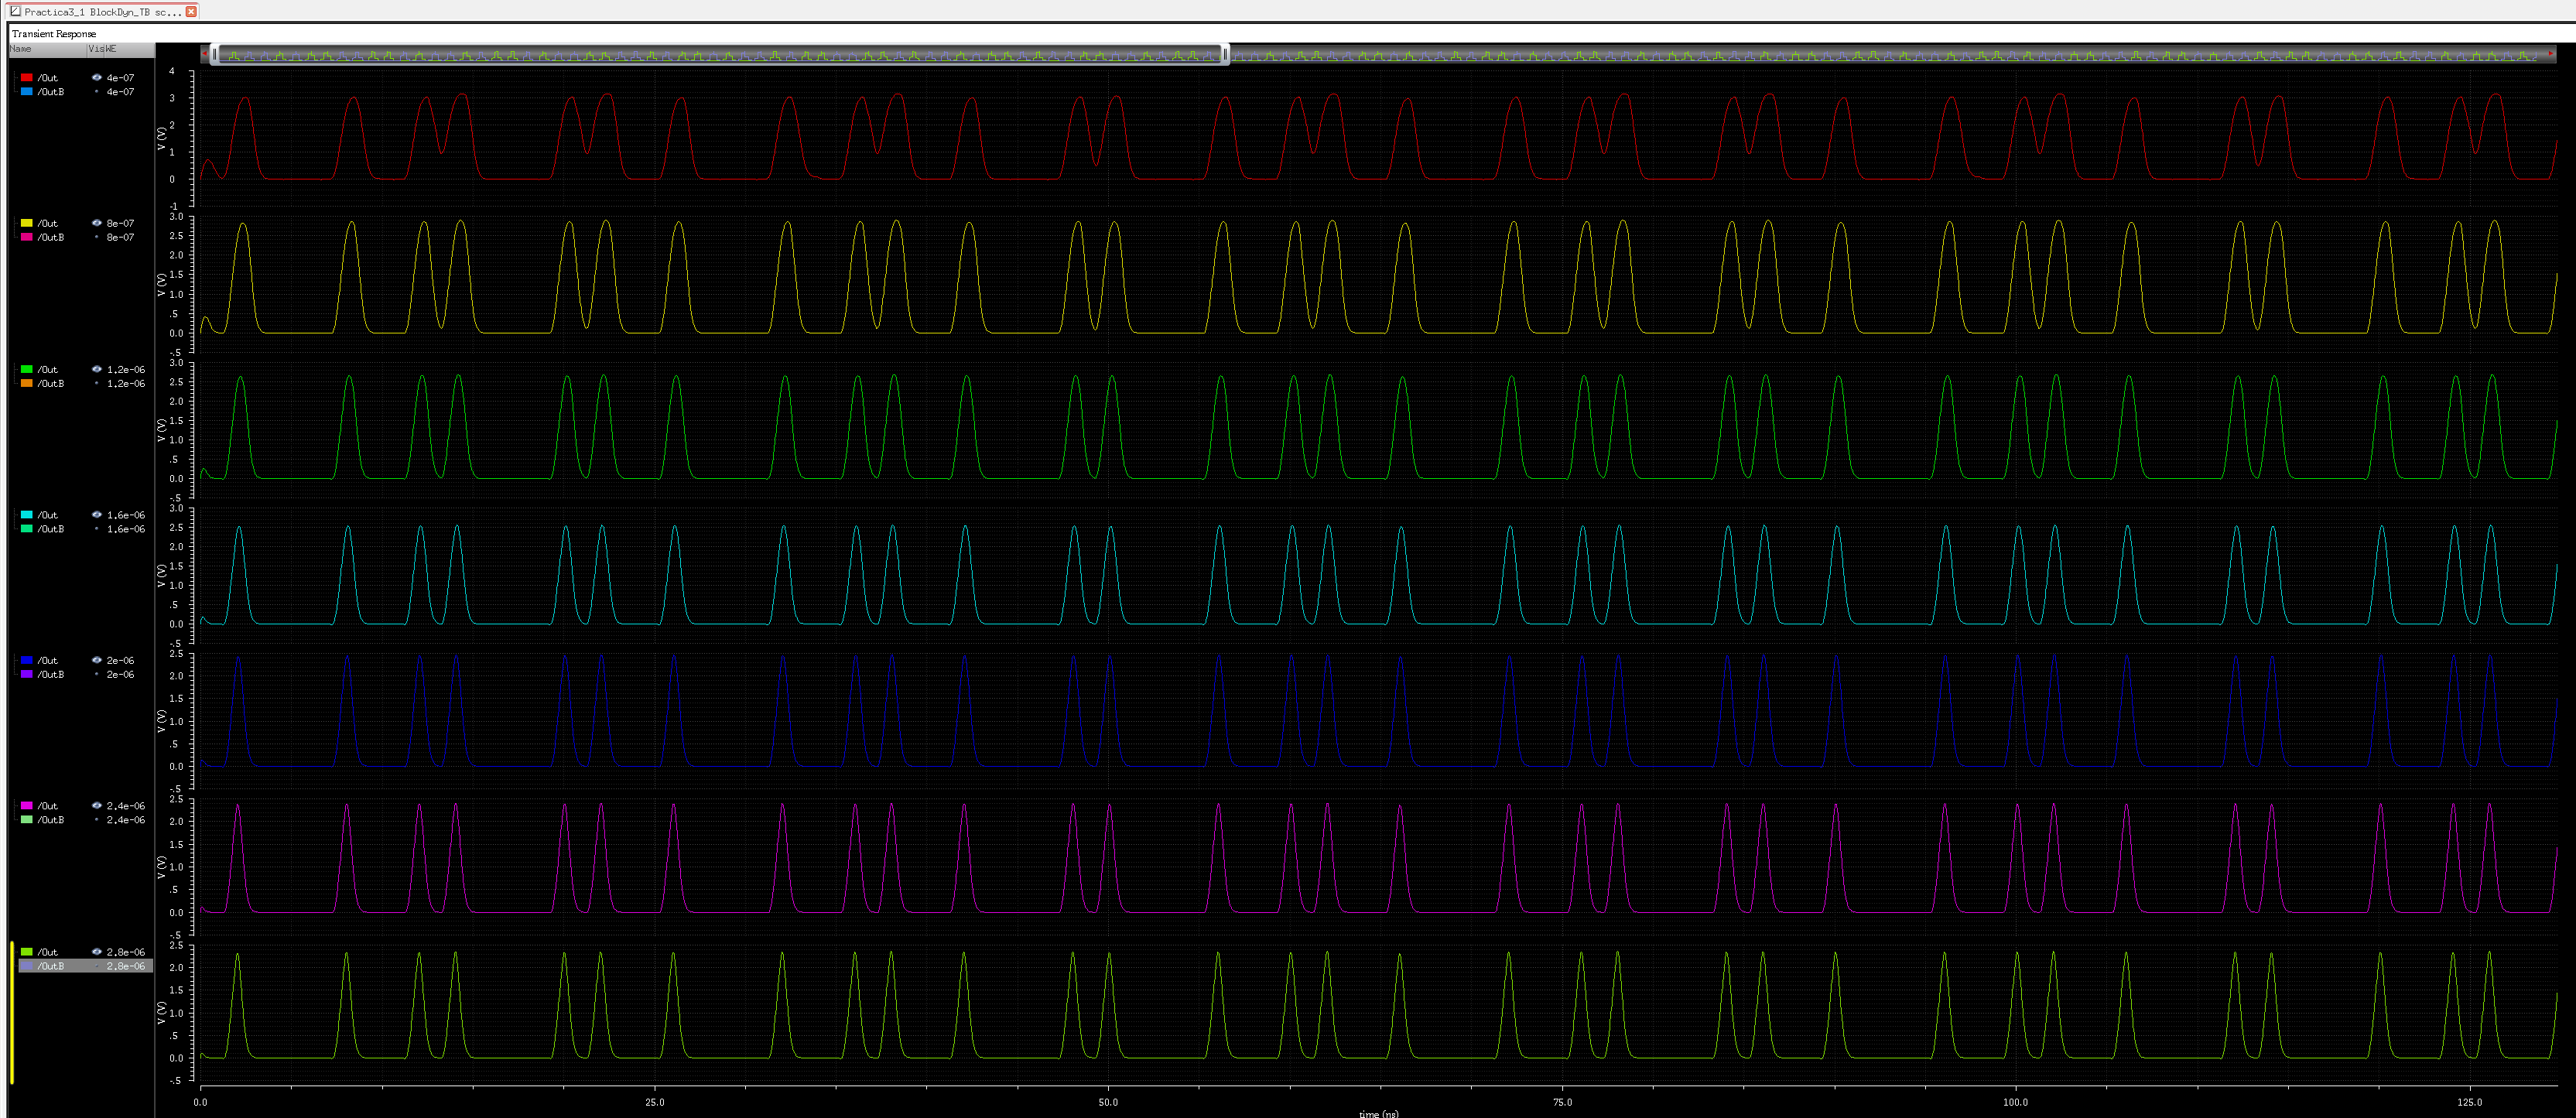 Practica3_1 BlockDyn_TB sc...
Transient Response
Name Vis WE
/Out 4e-07
/OutB 4e-07
4
3
2
1
0
-1
V (V)
/Out 8e-07
/OutB 8e-07
3.0
2.5
2.0
1.5
1.0
.5
0.0
-.5
V (V)
/Out 1.2e-06
/OutB 1.2e-06
3.0
2.5
2.0
1.5
1.0
.5
0.0
-.5
V (V)
/Out 1.6e-06
/OutB 1.6e-06
3.0
2.5
2.0
1.5
1.0
.5
0.0
-.5
V (V)
/Out 2e-06
/OutB 2e-06
2.5
2.0
1.5
1.0
.5
0.0
-.5
V (V)
/Out 2.4e-06
/OutB 2.4e-06
2.5
2.0
1.5
1.0
.5
0.0
-.5
V (V)
/Out 2.8e-06
/OutB 2.8e-06
2.5
2.0
1.5
1.0
.5
0.0
-.5
V (V)
0.0 25.0 50.0 75.0 100.0 125.0
time (ns)